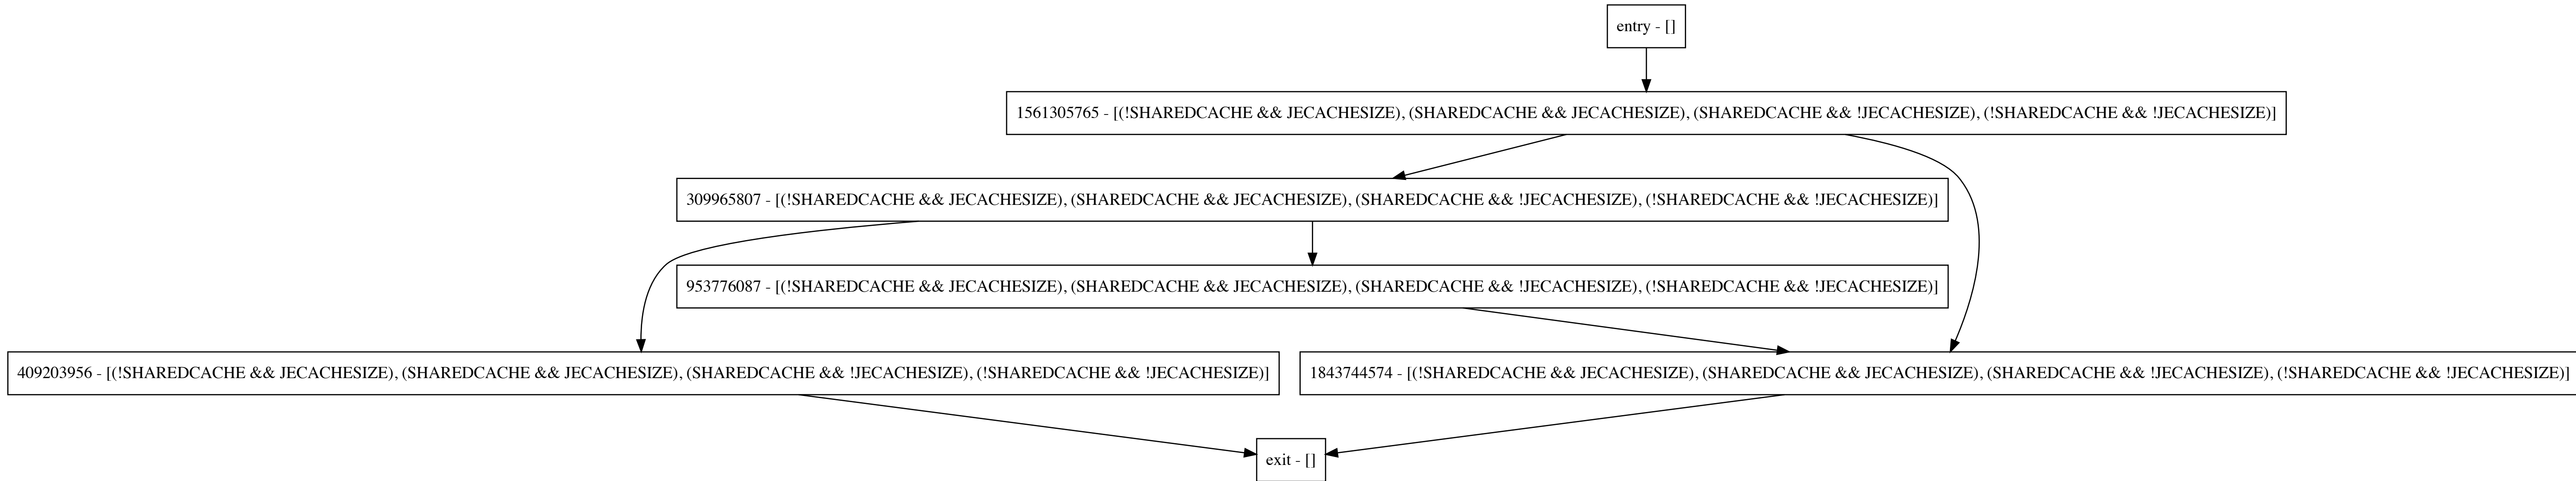 entry - []
1561305765 - [(!SHAREDCACHE && JECACHESIZE), (SHAREDCACHE && JECACHESIZE), (SHAREDCACHE && !JECACHESIZE), (!SHAREDCACHE && !JECACHESIZE)]
309965807 - [(!SHAREDCACHE && JECACHESIZE), (SHAREDCACHE && JECACHESIZE), (SHAREDCACHE && !JECACHESIZE), (!SHAREDCACHE && !JECACHESIZE)]
953776087 - [(!SHAREDCACHE && JECACHESIZE), (SHAREDCACHE && JECACHESIZE), (SHAREDCACHE && !JECACHESIZE), (!SHAREDCACHE && !JECACHESIZE)]
409203956 - [(!SHAREDCACHE && JECACHESIZE), (SHAREDCACHE && JECACHESIZE), (SHAREDCACHE && !JECACHESIZE), (!SHAREDCACHE && !JECACHESIZE)]
1843744574 - [(!SHAREDCACHE && JECACHESIZE), (SHAREDCACHE && JECACHESIZE), (SHAREDCACHE && !JECACHESIZE), (!SHAREDCACHE && !JECACHESIZE)]
exit - []